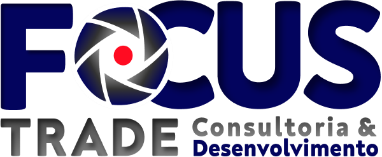 FOCUS
TRADE Consultoria &
Desenvolvimento